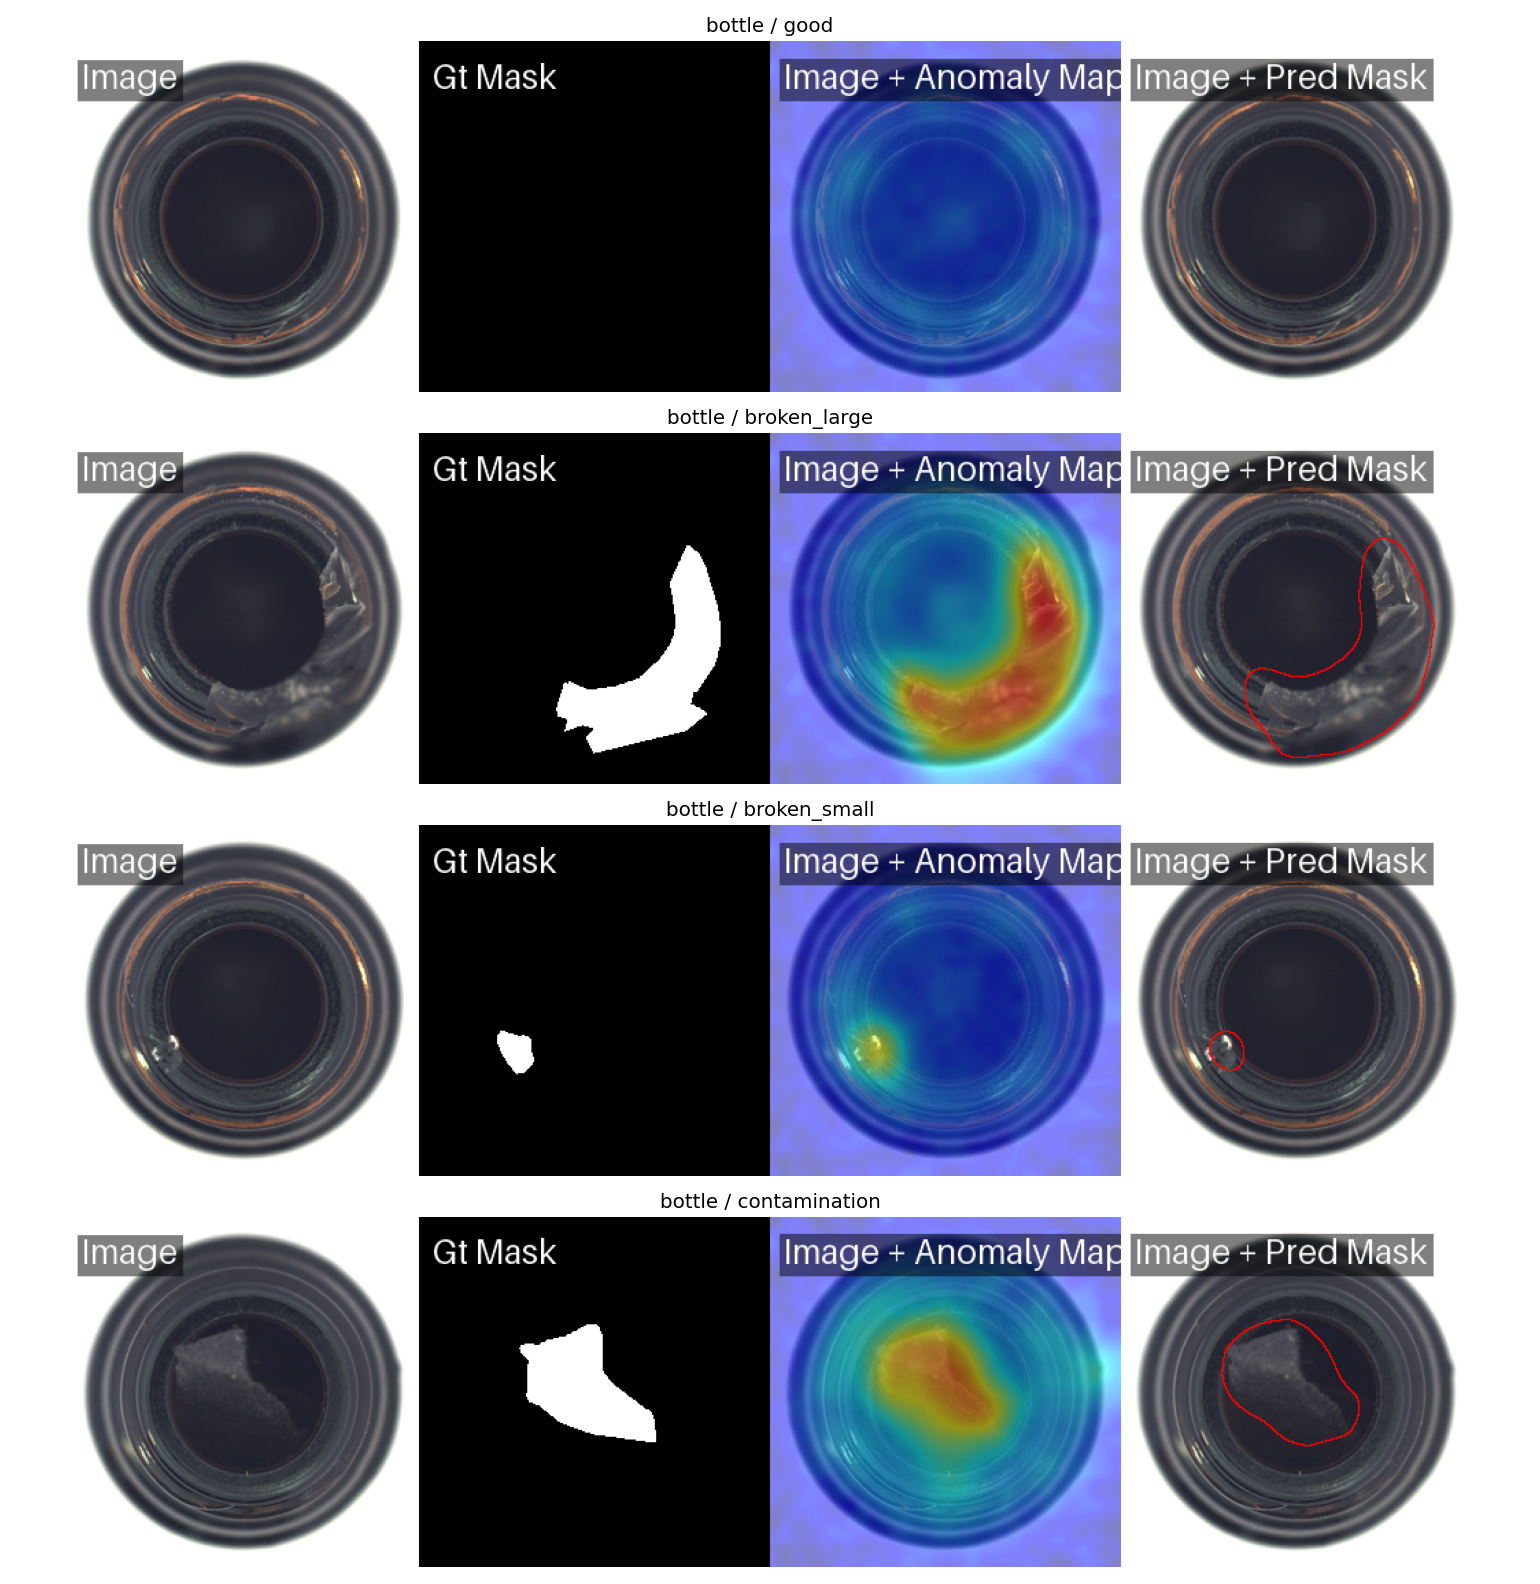 bottle / good
Image
Gt Mask
Image + Anomaly Map
Image + Pred Mask
bottle / broken_large
Image
Gt Mask
Image + Anomaly Map
Image + Pred Mask
bottle / broken_small
Image
Gt Mask
Image + Anomaly Map
Image + Pred Mask
bottle / contamination
Image
Gt Mask
Image + Anomaly Map
Image + Pred Mask